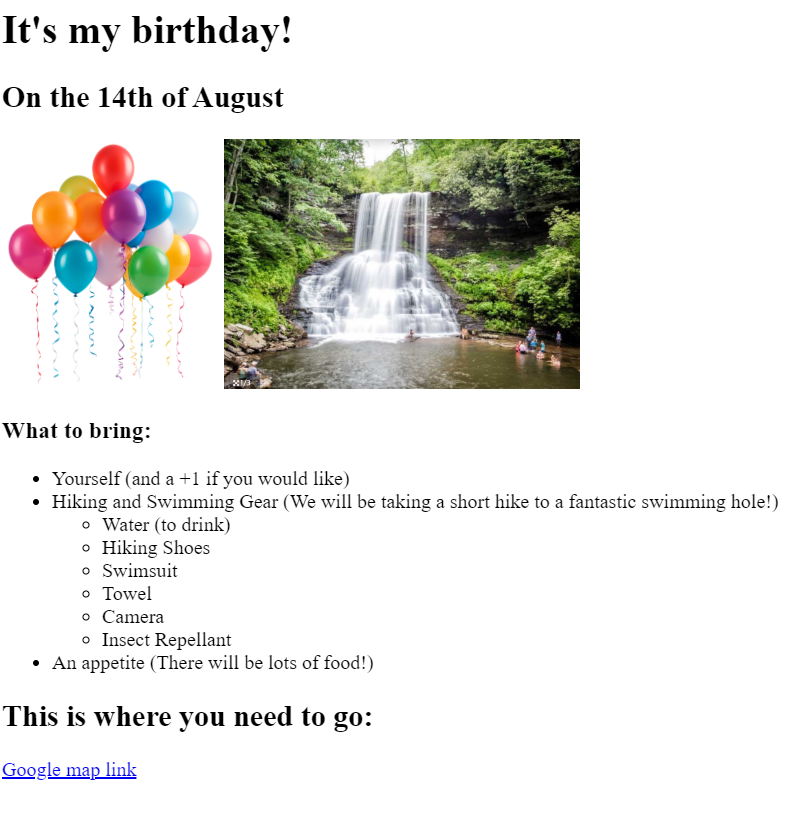 It's my birthday!
On the 14th of August
1/3
What to bring:
Yourself (and a +1 if you would like)
Hiking and Swimming Gear (We will be taking a short hike to a fantastic swimming hole!)
Water (to drink)
Hiking Shoes
Swimsuit
Towel
Camera
Insect Repellant
An appetite (There will be lots of food!)
This is where you need to go:
Google map link